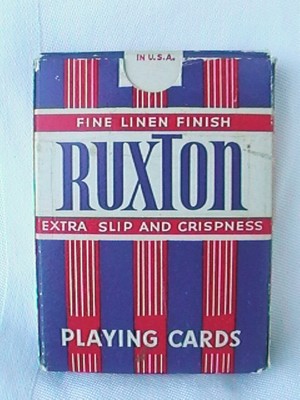 IN U.S.A.
FINE LINEN FINISH
RUXTON
EXTRA SLIP AND CRISPNESS
PLAYING CARDS